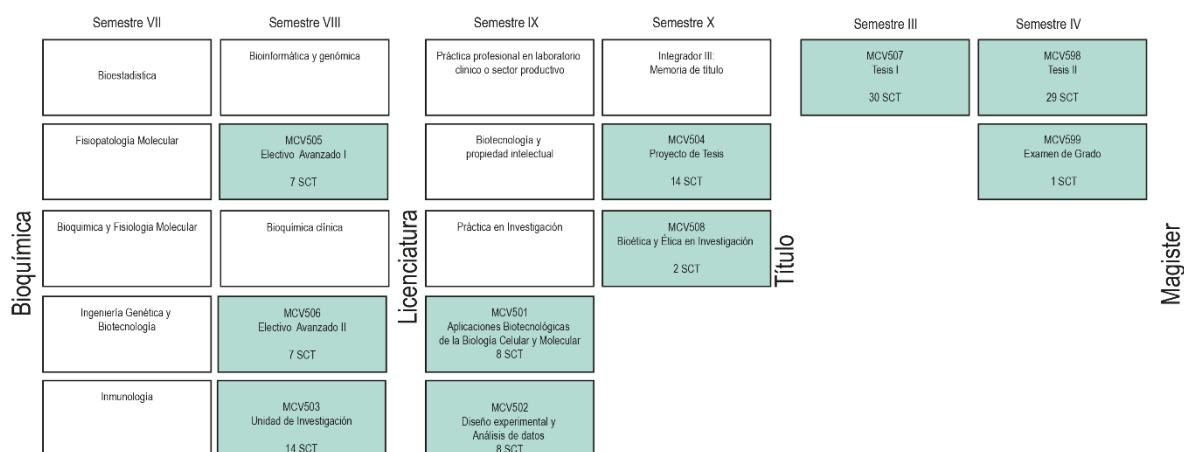 Semestre VII
Semestre VIII
Semestre IX
Semestre X
Semestre III
Semestre IV
Bioestadistica
Bioinformática y genómica
Práctica profesional en laboratorio
clinico o sector productivo
Integrador III:
Memoria de título
MCV507
Tesis I
30 SCT
MCV598
Tesis II
29 SCT
Fisiopatología Molecular
MCV505
Electivo Avanzado I
7 SCT
Biotecnología y
propiedad intelectual
MCV504
Proyecto de Tesis
14 SCT
MCV599
Examen de Grado
1 SCT
Bioquímica
Bioquimica y Fisiologia Molecular
Bioquímica clínica
Licenciatura
Práctica en Investigación
MCV508
Bioética y Ética en Investigación
2 SCT
Título
Magister
Ingeniería Genética y
Biotecnología
MCV506
Electivo Avanzado II
7 SCT
MCV501
Aplicaciones Biotecnológicas
de la Biología Celular y Molecular
8 SCT
Inmunología
MCV503
Unidad de Investigación
14 SCT
MCV502
Diseño experimental y
Análisis de datos
8 SCT